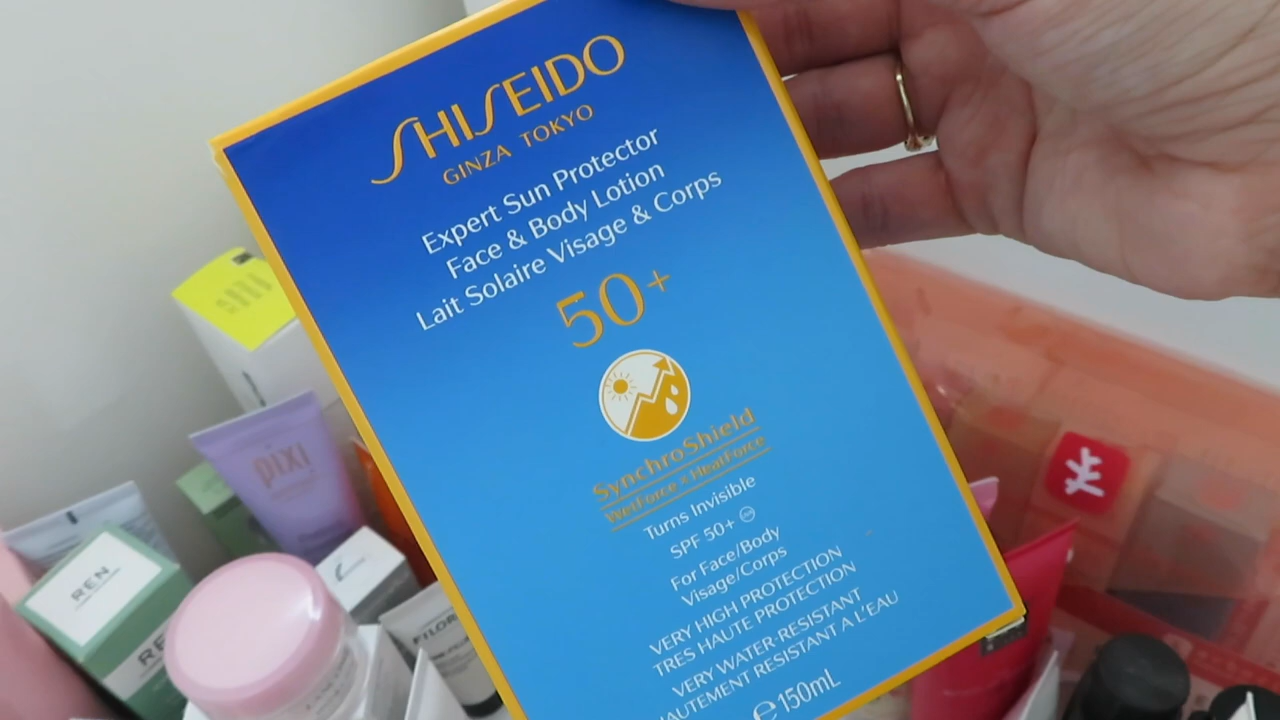 SHISEIDO
GINZA TOKYO
Expert Sun Protector
Face & Body Lotion
Lait Solaire Visage & Corps
50+
SynchroShield
WetForce × HeatForce
Turns Invisible
SPF 50+
For Face/Body
Visage/Corps
VERY HIGH PROTECTION
TRES HAUTE PROTECTION
VERY WATER-RESISTANT
HAUTEMENT RESISTANT A L'EAU
℮150mL
pixi
REN
RE
FILOR